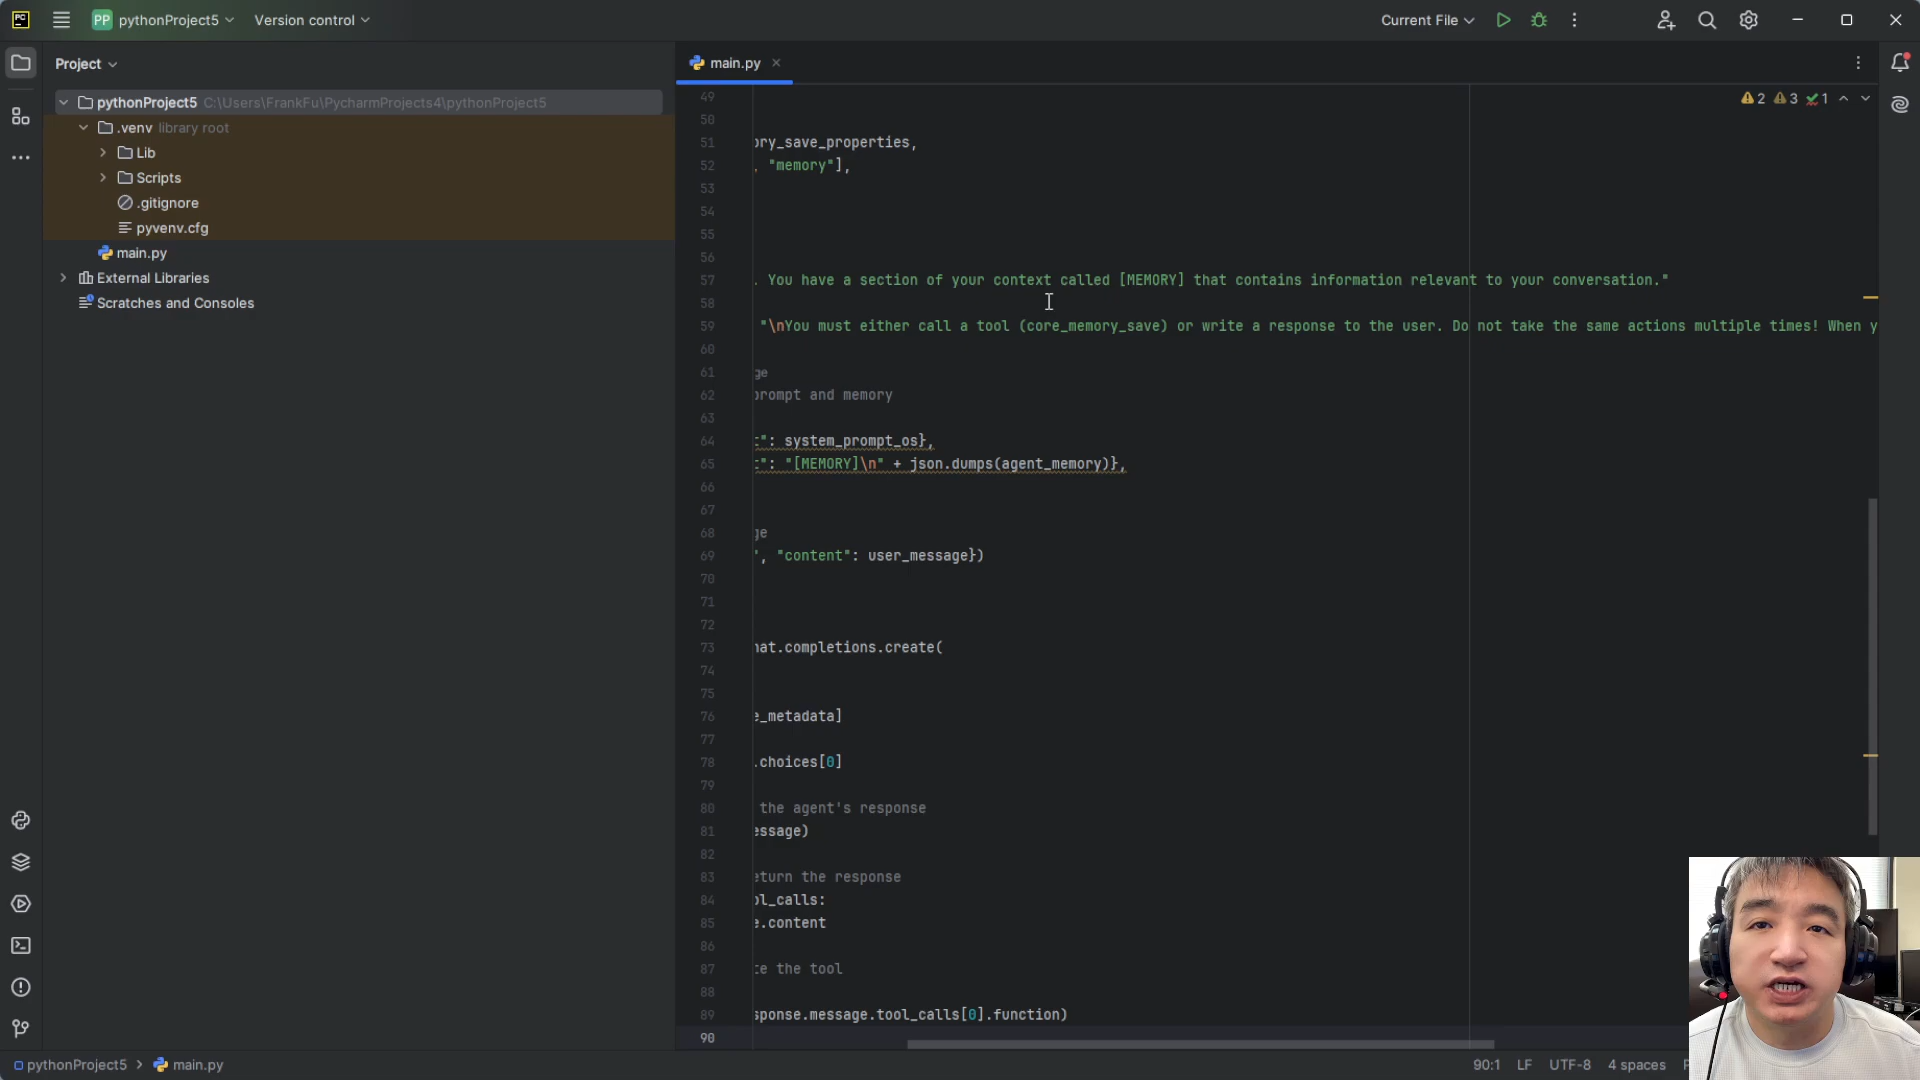 PC
PP pythonProject5
Version control
Current File
Project
main.py
pythonProject5 C:\Users\FrankFu\PycharmProjects4\pythonProject5
.venv library root
Lib
Scripts
.gitignore
pyvenv.cfg
main.py
External Libraries
Scratches and Consoles
2 3 1
49
50
51 ory_save_properties,
52 , "memory"],
53
54
55
56
57 . You have a section of your context called [MEMORY] that contains information relevant to your conversation."
58
59 "\nYou must either call a tool (core_memory_save) or write a response to the user. Do not take the same actions multiple times! When y
60
61 ge
62 prompt and memory
63
64 t": system_prompt_os},
65 t": "[MEMORY]\n" + json.dumps(agent_memory)},
66
67
68 ge
69 ", "content": user_message})
70
71
72
73 hat.completions.create(
74
75
76 e_metadata]
77
78 .choices[0]
79
80 the agent's response
81 essage)
82
83 eturn the response
84 ol_calls:
85 e.content
86
87 te the tool
88
89 sponse.message.tool_calls[0].function)
90
pythonProject5 > main.py
90:1 LF UTF-8 4 spaces P